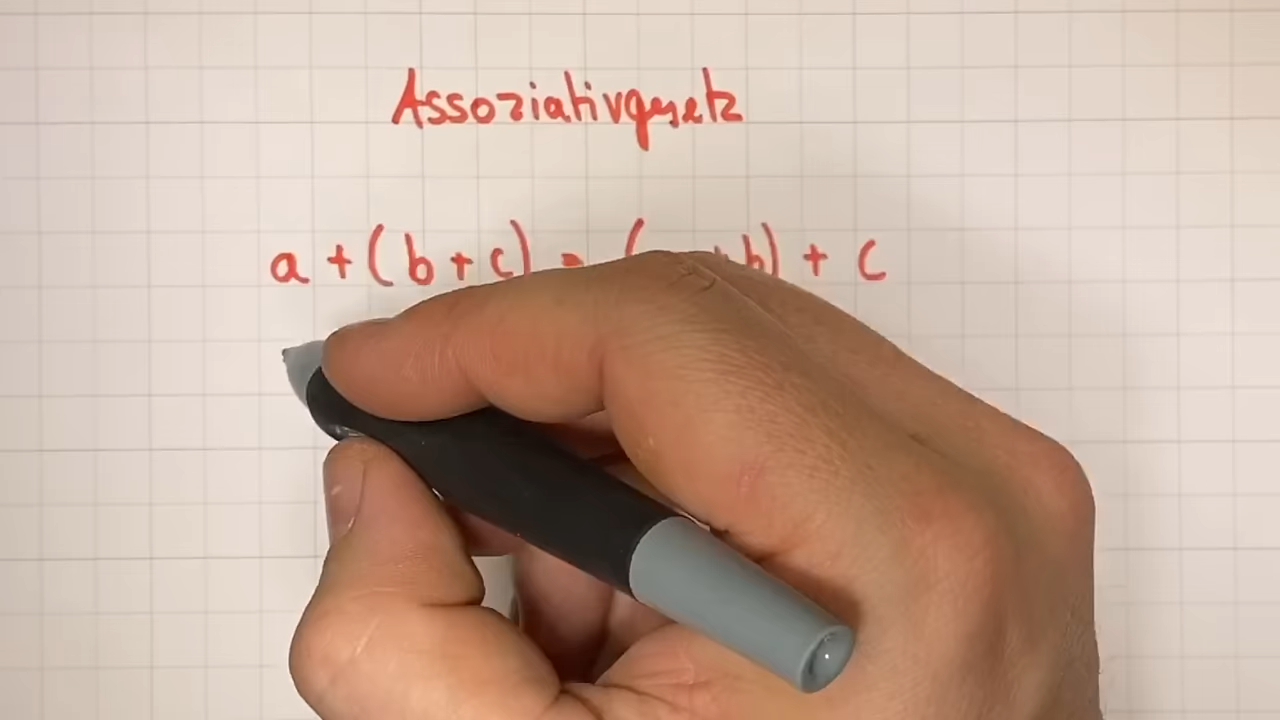 Assoziativgesetz
a + (b + c) = ( + b) + c